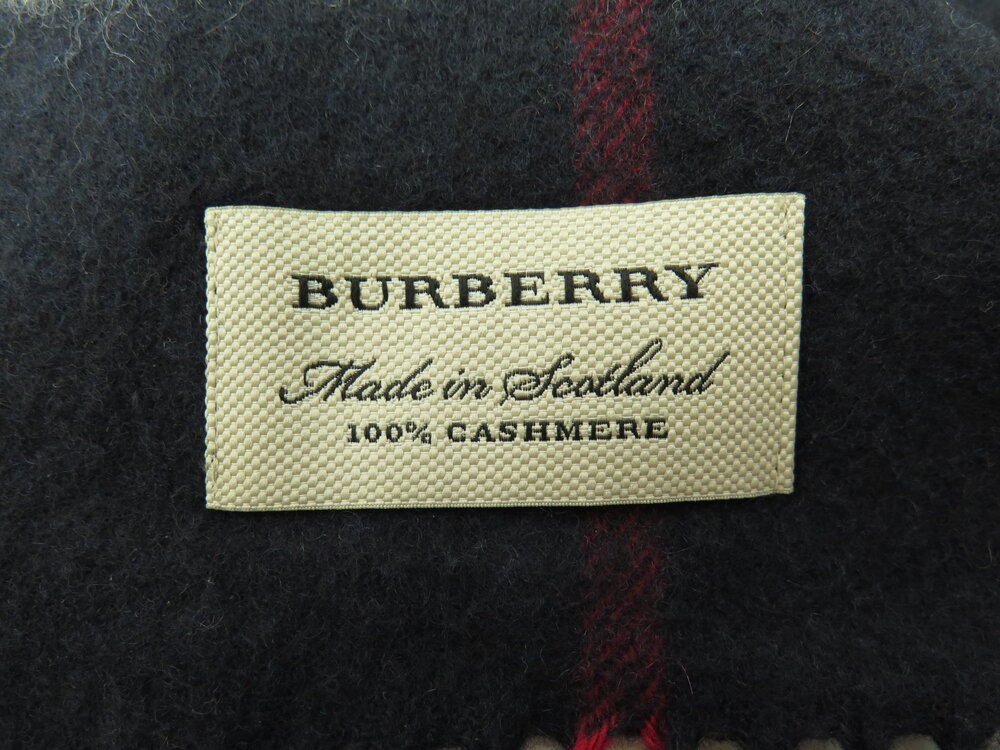 BURBERRY
Made in Scotland
100% CASHMERE